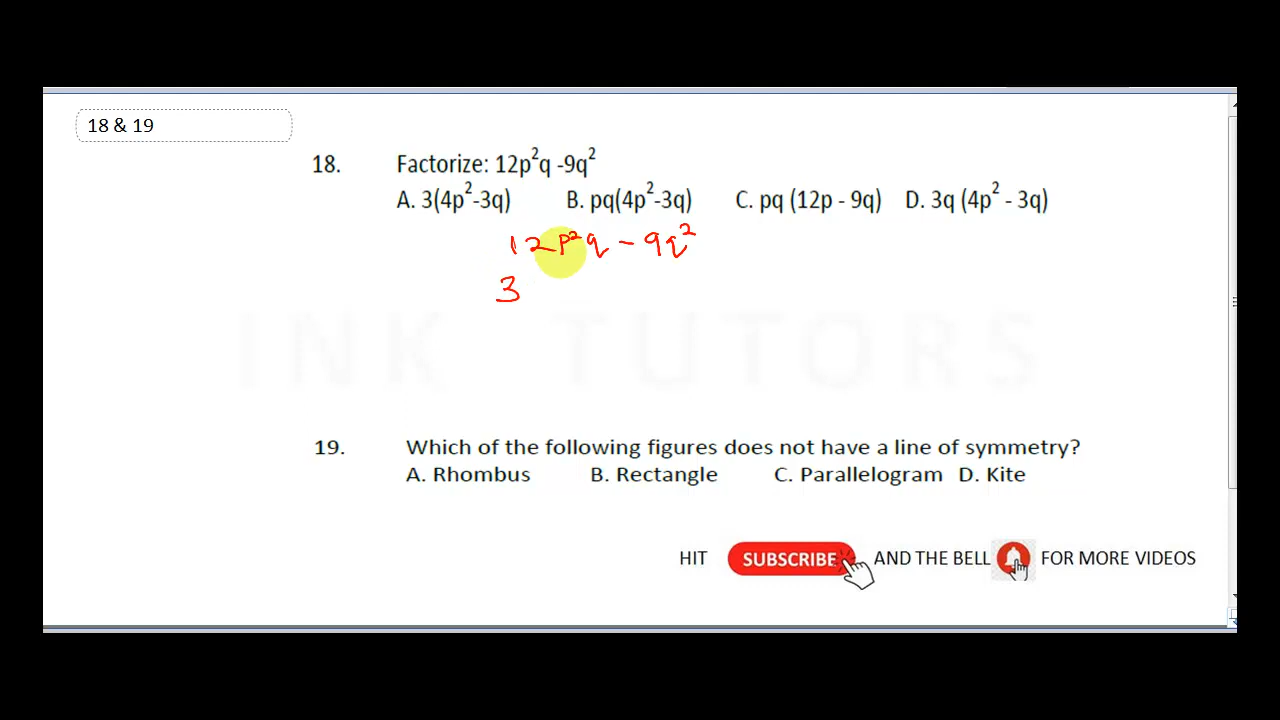 18 & 19
18. Factorize: 12p²q -9q²
A. 3(4p²-3q) B. pq(4p²-3q) C. pq (12p - 9q) D. 3q (4p² - 3q)
12p²q - 9q²
3
INK TUTORS
19. Which of the following figures does not have a line of symmetry?
A. Rhombus B. Rectangle C. Parallelogram D. Kite
HIT SUBSCRIBE AND THE BELL FOR MORE VIDEOS